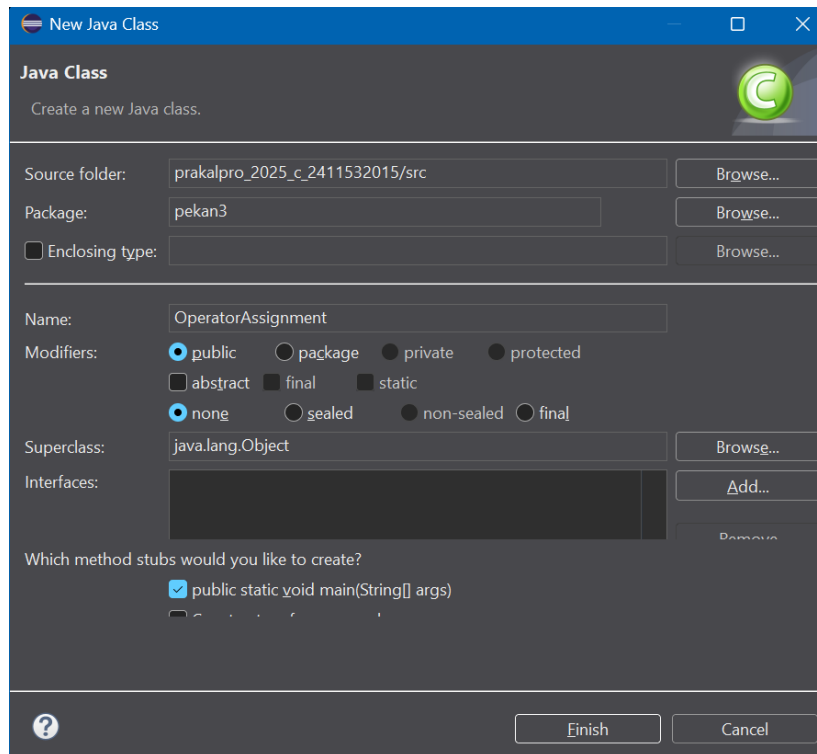 New Java Class
Java Class
Create a new Java class.
Source folder: prakalpro_2025_c_2411532015/src Browse...
Package: pekan3 Browse...
Enclosing type: Browse...
Name: OperatorAssignment
Modifiers: public package private protected
abstract final static
none sealed non-sealed final
Superclass: java.lang.Object Browse...
Interfaces: Add...
Remove
Which method stubs would you like to create?
public static void main(String[] args)
Finish Cancel